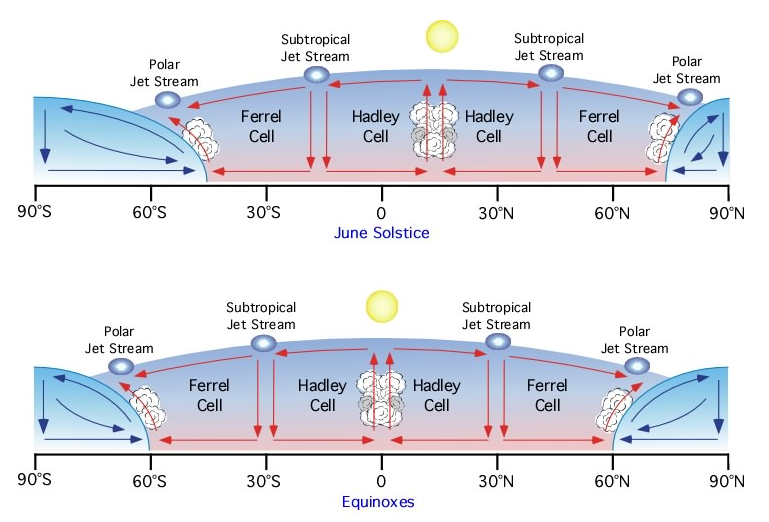 Subtropical
Jet Stream
Subtropical
Jet Stream
Polar
Jet Stream
Polar
Jet Stream
Ferrel
Cell
Hadley
Cell
Hadley
Cell
Ferrel
Cell
90°S 60°S 30°S 0 30°N 60°N 90°N
June Solstice
Subtropical
Jet Stream
Subtropical
Jet Stream
Polar
Jet Stream
Polar
Jet Stream
Ferrel
Cell
Hadley
Cell
Hadley
Cell
Ferrel
Cell
90°S 60°S 30°S 0 30°N 60°N 90°N
Equinoxes